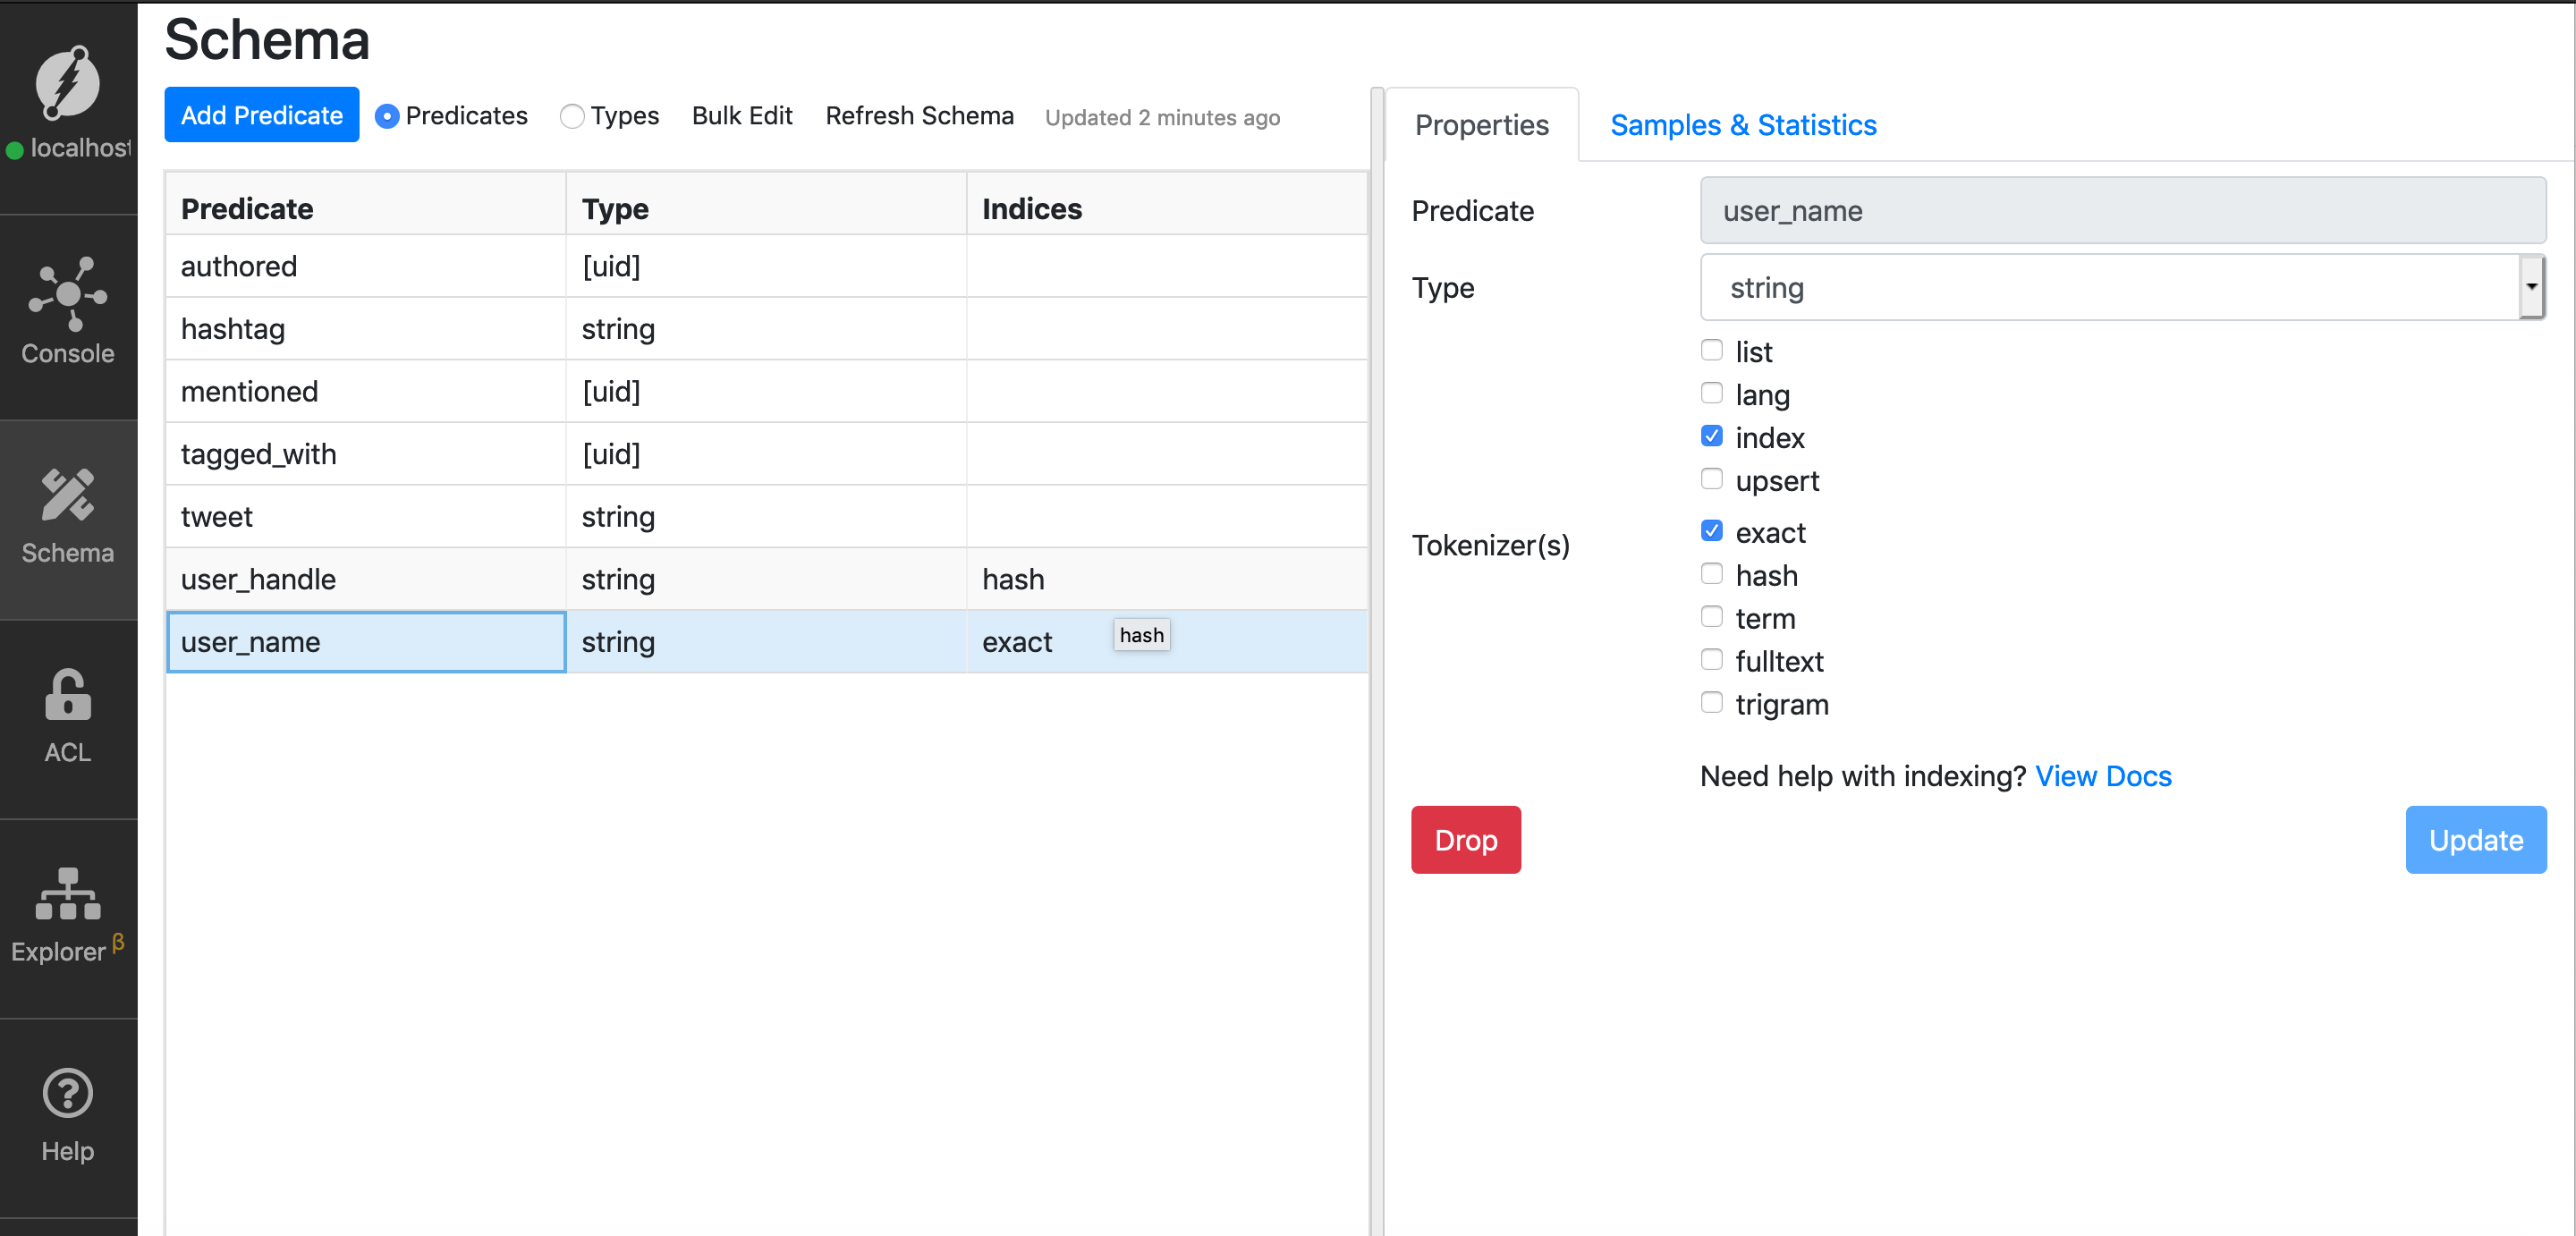 Schema
localhost
Console
Schema
ACL
Explorer β
Help
Add Predicate Predicates Types Bulk Edit Refresh Schema Updated 2 minutes ago
Predicate Type Indices
authored [uid]
hashtag string
mentioned [uid]
tagged_with [uid]
tweet string
user_handle string hash
user_name string exact hash
Properties Samples & Statistics
Predicate user_name
Type string
list
lang
index
upsert
Tokenizer(s)
exact
hash
term
fulltext
trigram
Need help with indexing? View Docs
Drop Update